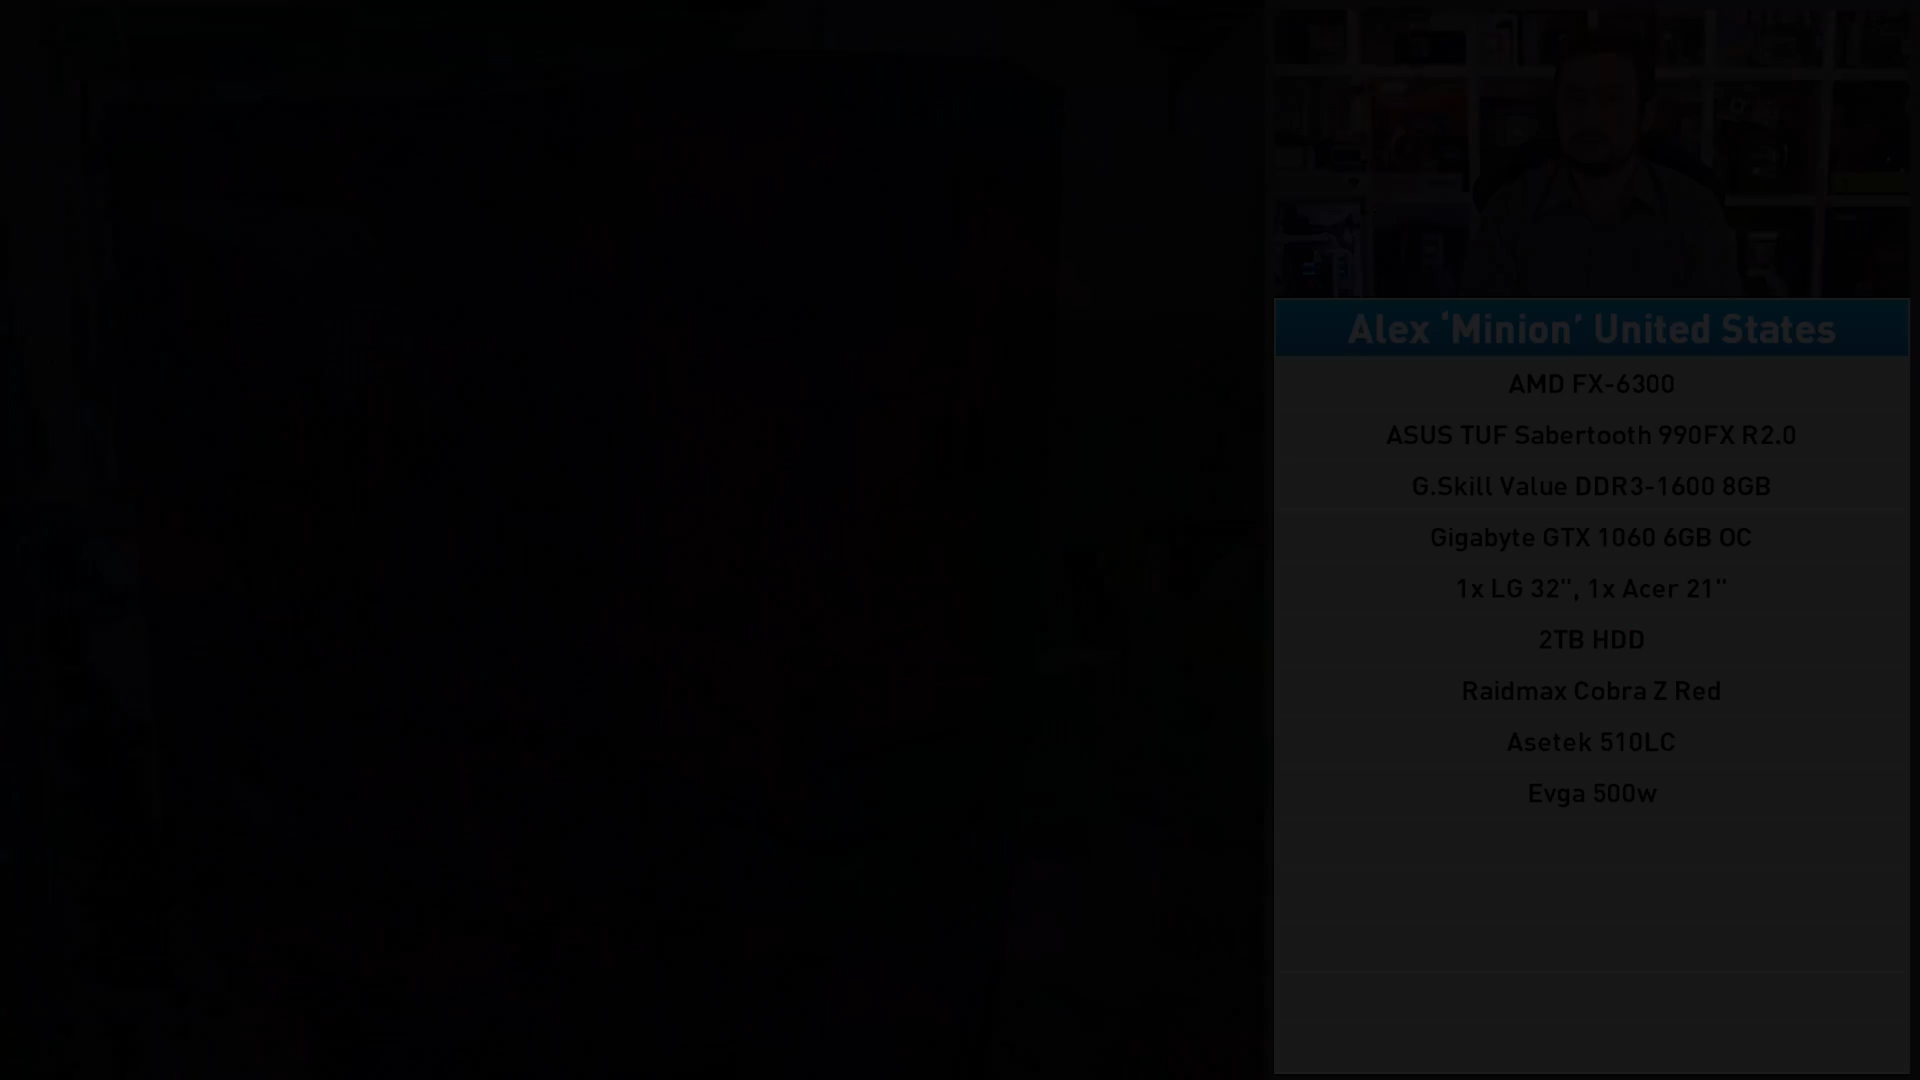 Alex ‘Minion’ United States
AMD FX-6300
ASUS TUF Sabertooth 990FX R2.0
G.Skill Value DDR3-1600 8GB
Gigabyte GTX 1060 6GB OC
1x LG 32", 1x Acer 21"
2TB HDD
Raidmax Cobra Z Red
Asetek 510LC
Evga 500w